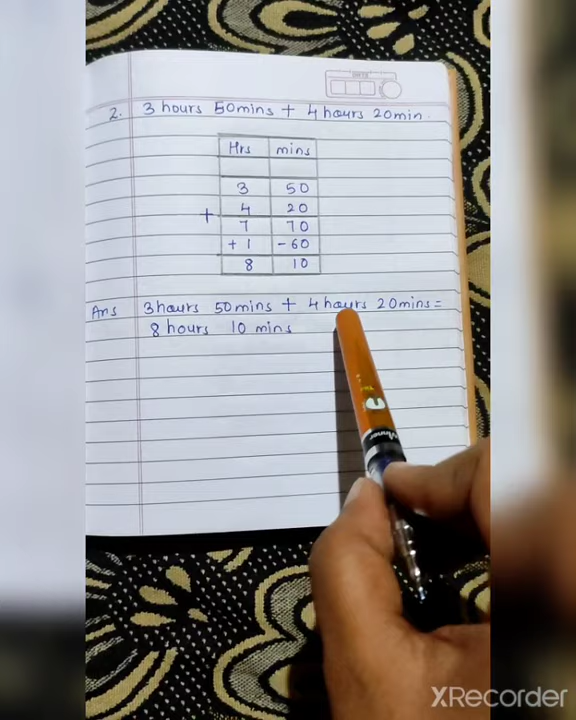 2. 3 hours 50mins + 4 hours 20min.
Hrs mins
3 50
+ 4 20
7 70
+1 -60
8 10
Ans 3hours 50mins + 4 hours 20mins=
8 hours 10 mins
Winner
XRecorder